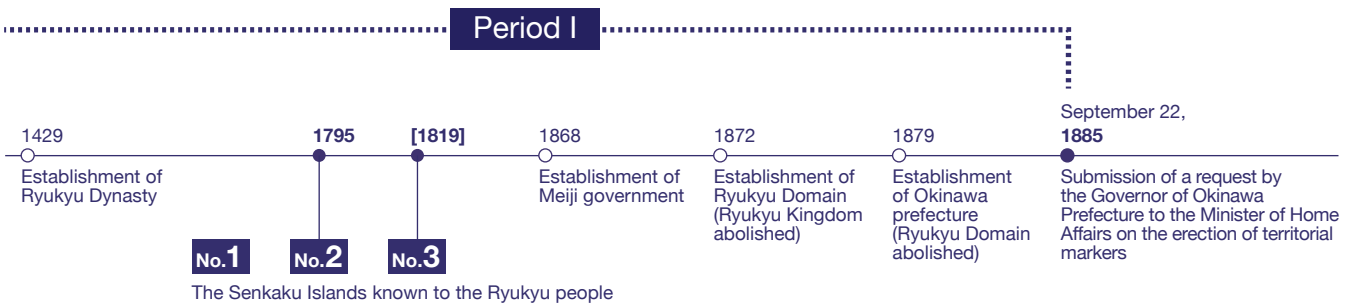 Period I
1429
Establishment of
Ryukyu Dynasty
1795
[1819]
1868
Establishment of
Meiji government
1872
Establishment of
Ryukyu Domain
(Ryukyu Kingdom
abolished)
1879
Establishment
of Okinawa
prefecture
(Ryukyu Domain
abolished)
September 22,
1885
Submission of a request by
the Governor of Okinawa
Prefecture to the Minister of Home
Affairs on the erection of territorial
markers
No.1
No.2
No.3
The Senkaku Islands known to the Ryukyu people